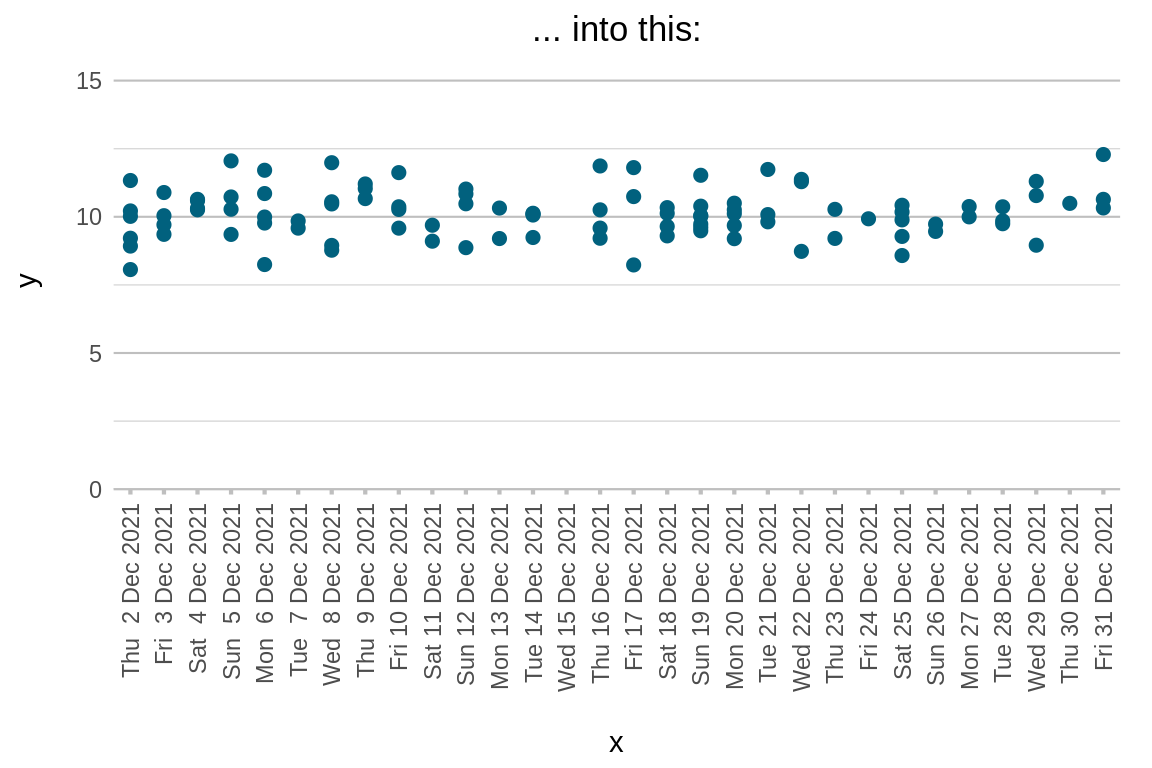 ... into this:
15
10
5
0
y
Thu  2 Dec 2021
Fri  3 Dec 2021
Sat  4 Dec 2021
Sun  5 Dec 2021
Mon  6 Dec 2021
Tue  7 Dec 2021
Wed  8 Dec 2021
Thu  9 Dec 2021
Fri 10 Dec 2021
Sat 11 Dec 2021
Sun 12 Dec 2021
Mon 13 Dec 2021
Tue 14 Dec 2021
Wed 15 Dec 2021
Thu 16 Dec 2021
Fri 17 Dec 2021
Sat 18 Dec 2021
Sun 19 Dec 2021
Mon 20 Dec 2021
Tue 21 Dec 2021
Wed 22 Dec 2021
Thu 23 Dec 2021
Fri 24 Dec 2021
Sat 25 Dec 2021
Sun 26 Dec 2021
Mon 27 Dec 2021
Tue 28 Dec 2021
Wed 29 Dec 2021
Thu 30 Dec 2021
Fri 31 Dec 2021
x